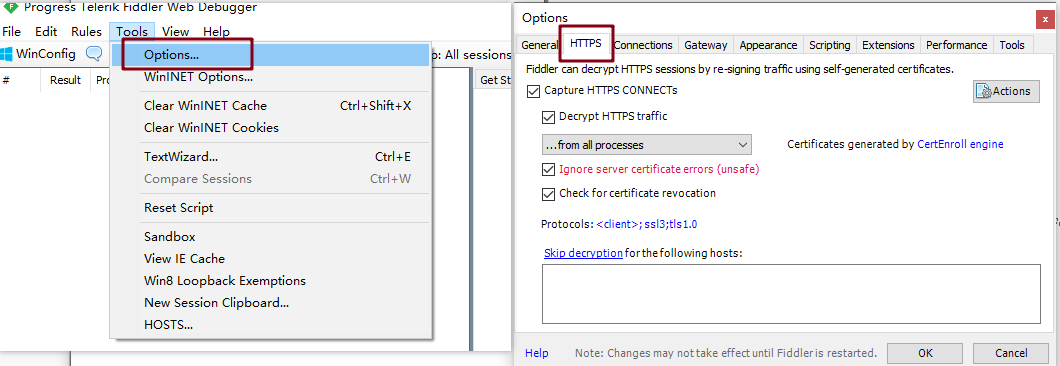 Progress Telerik Fiddler Web Debugger
File Edit Rules Tools View Help
WinConfig
: All sessions
# Result Pro
Get St
Options...
WinINET Options...
Clear WinINET Cache Ctrl+Shift+X
Clear WinINET Cookies
TextWizard... Ctrl+E
Compare Sessions Ctrl+W
Reset Script
Sandbox
View IE Cache
Win8 Loopback Exemptions
New Session Clipboard...
HOSTS...
Options
General HTTPS Connections Gateway Appearance Scripting Extensions Performance Tools
Fiddler can decrypt HTTPS sessions by re-signing traffic using self-generated certificates.
Capture HTTPS CONNECTs
Actions
Decrypt HTTPS traffic
...from all processes
Certificates generated by CertEnroll engine
Ignore server certificate errors (unsafe)
Check for certificate revocation
Protocols: <client>; ssl3;tls1.0
Skip decryption for the following hosts:
Help Note: Changes may not take effect until Fiddler is restarted. OK Cancel